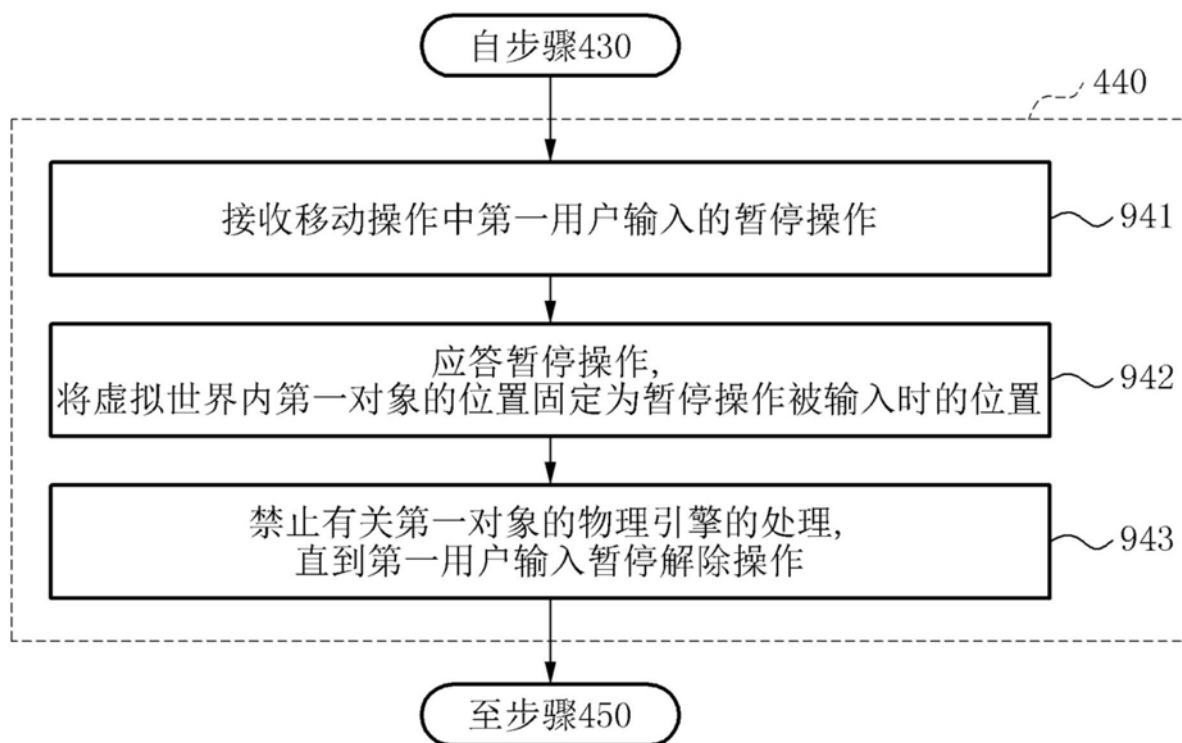 自步骤430
440
接收移动操作中第一用户输入的暂停操作
941
应答暂停操作,
将虚拟世界内第一对象的位置固定为暂停操作被输入时的位置
942
禁止有关第一对象的物理引擎的处理,
直到第一用户输入暂停解除操作
943
至步骤450